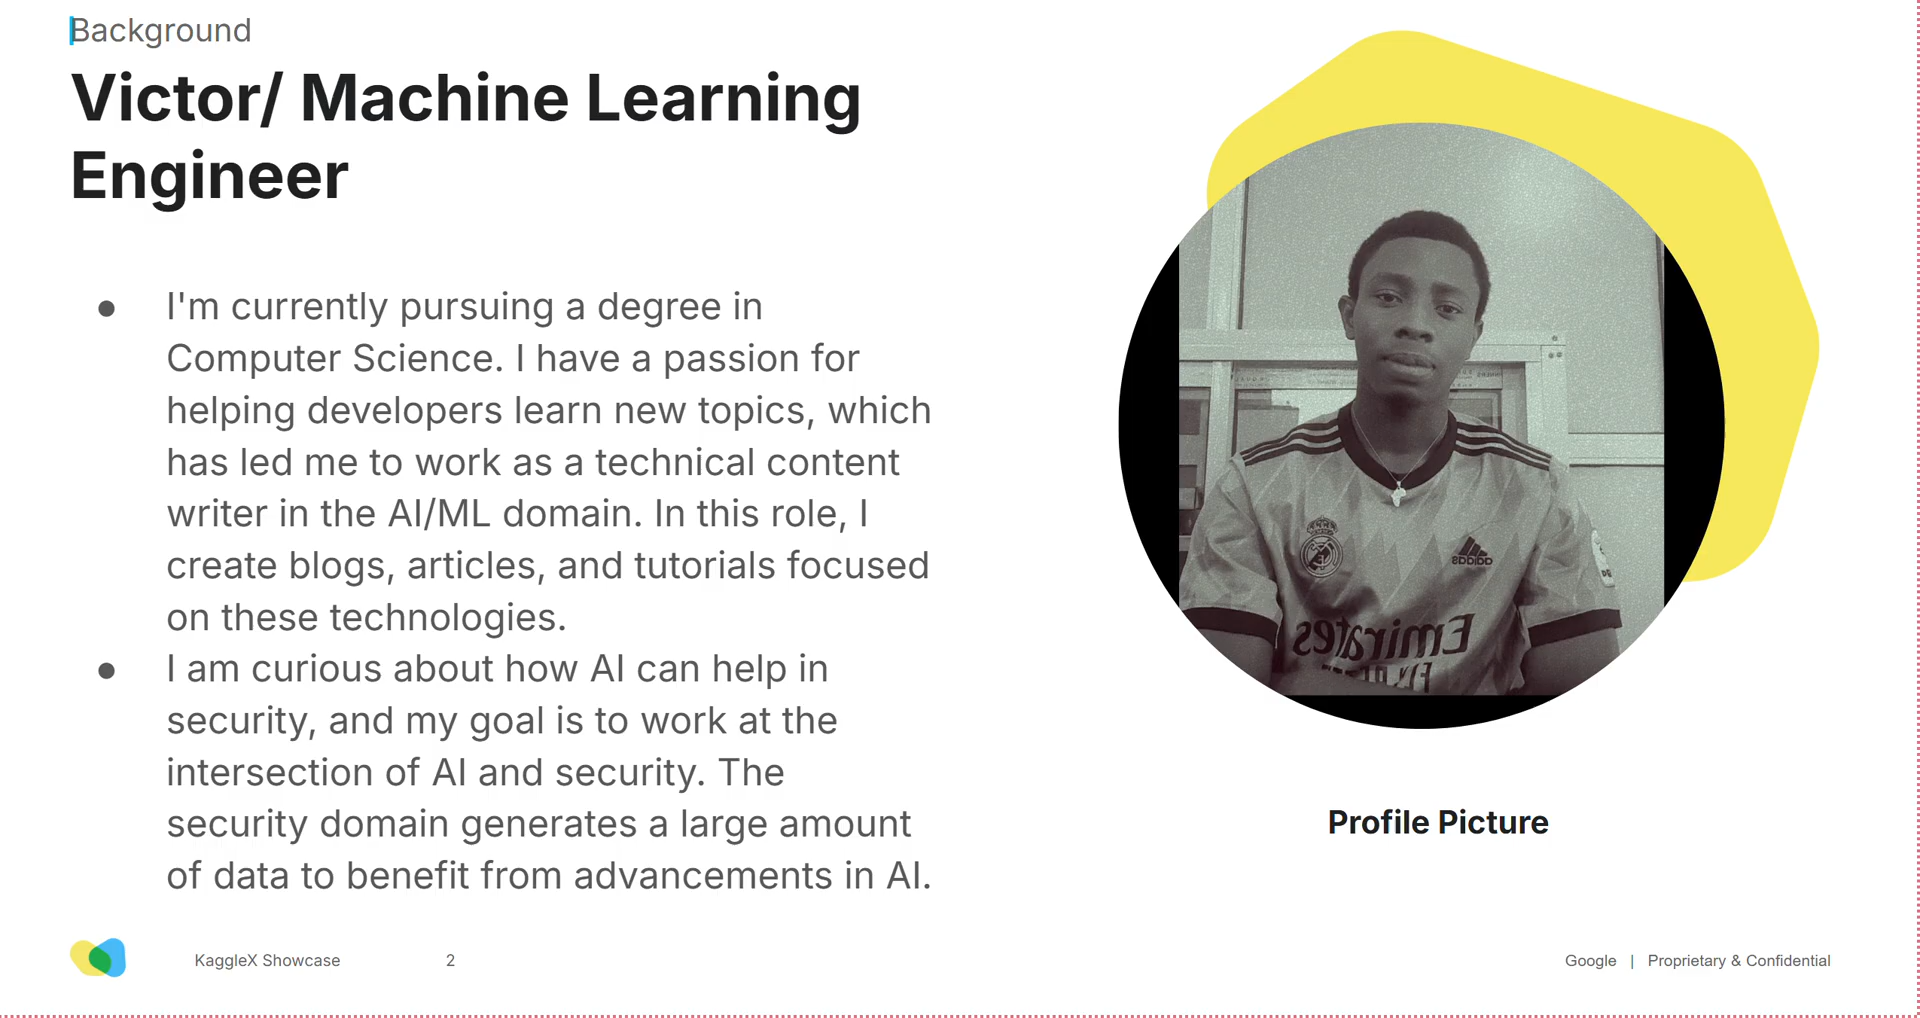 Background
Victor/ Machine Learning
Engineer
● I'm currently pursuing a degree in
Computer Science. I have a passion for
helping developers learn new topics, which
has led me to work as a technical content
writer in the AI/ML domain. In this role, I
create blogs, articles, and tutorials focused
on these technologies.
● I am curious about how AI can help in
security, and my goal is to work at the
intersection of AI and security. The
security domain generates a large amount
of data to benefit from advancements in AI.
adidas
Emirates
Profile Picture
KaggleX Showcase 2
Google | Proprietary & Confidential